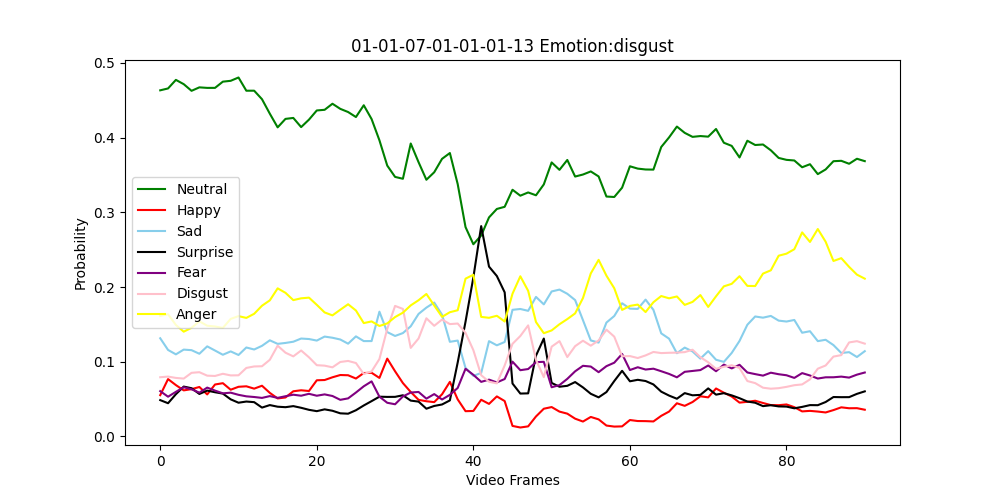 01-01-07-01-01-01-13 Emotion:disgust
0.5
0.4
0.3
0.2
0.1
0.0
Probability
Neutral
Happy
Sad
Surprise
Fear
Disgust
Anger
0 20 40 60 80
Video Frames